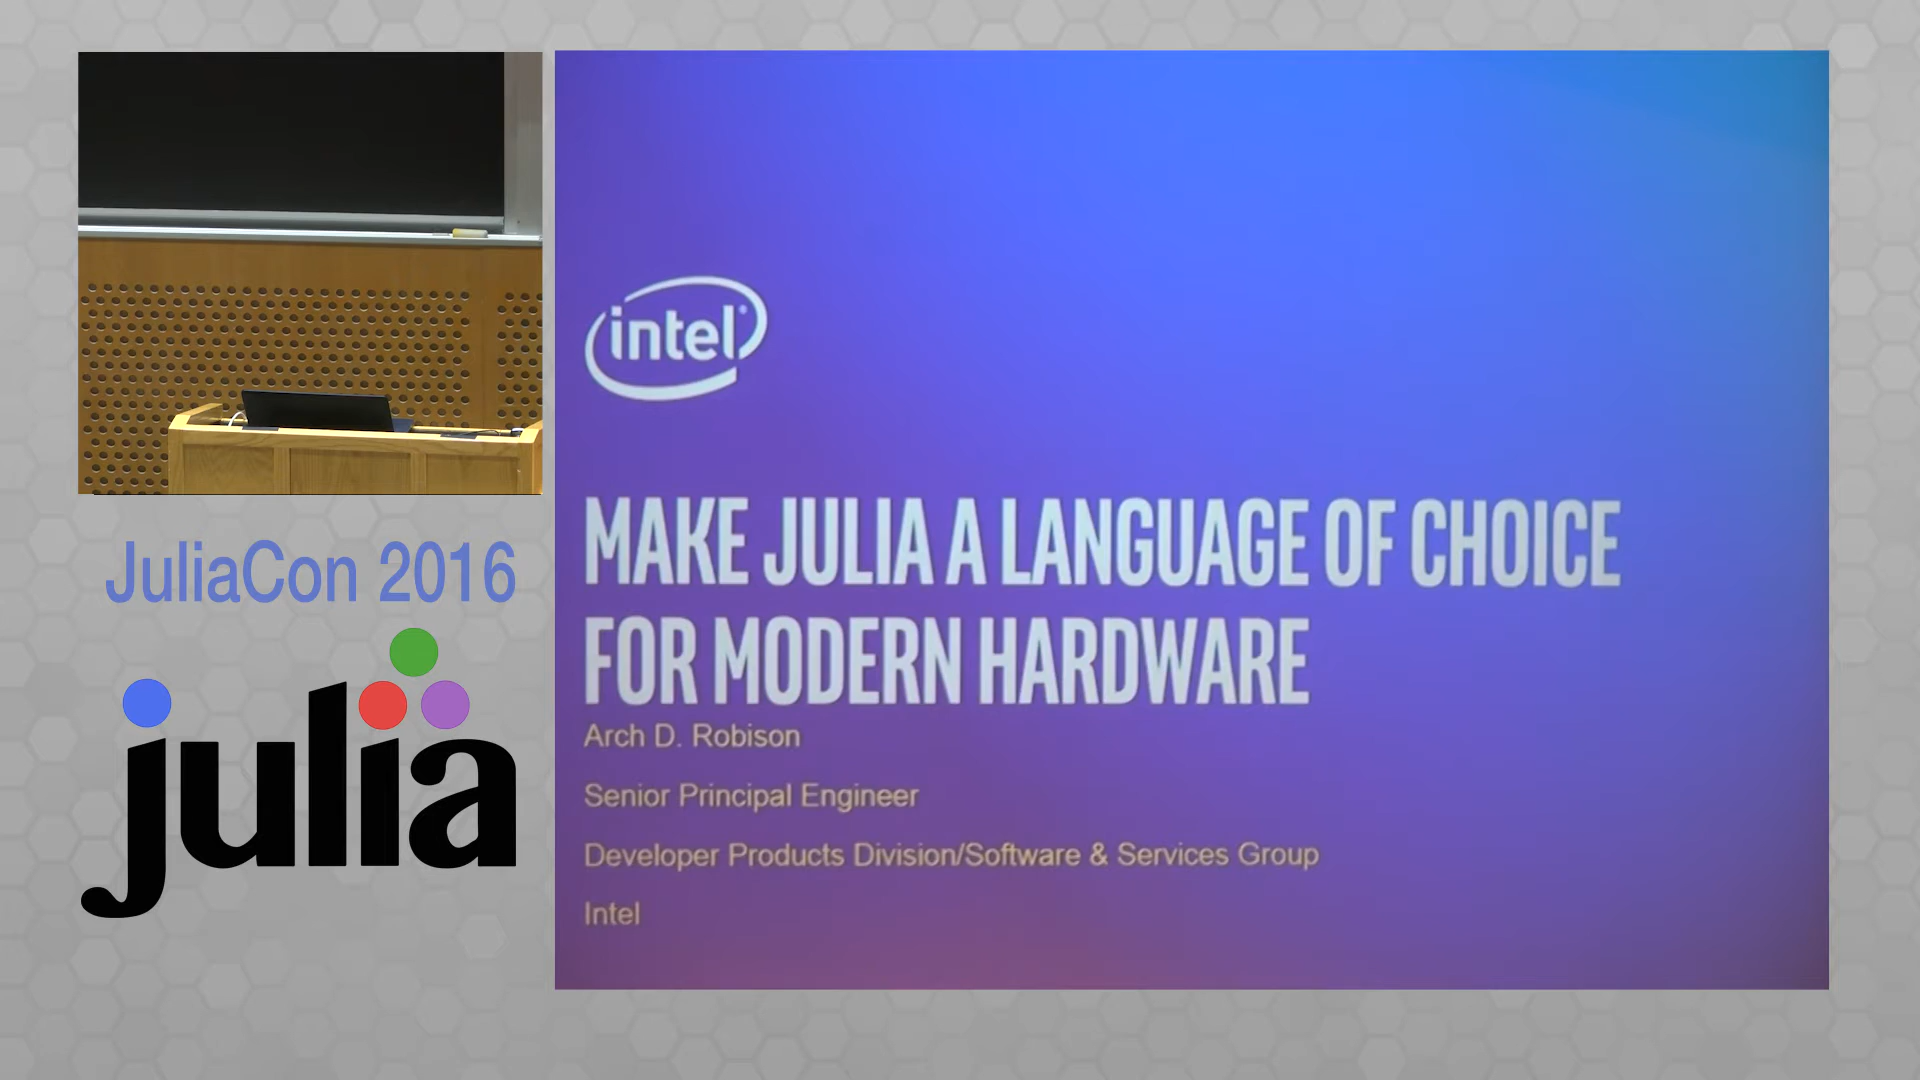 JuliaCon 2016
julia
intel
MAKE JULIA A LANGUAGE OF CHOICE
FOR MODERN HARDWARE
Arch D. Robison
Senior Principal Engineer
Developer Products Division/Software & Services Group
Intel